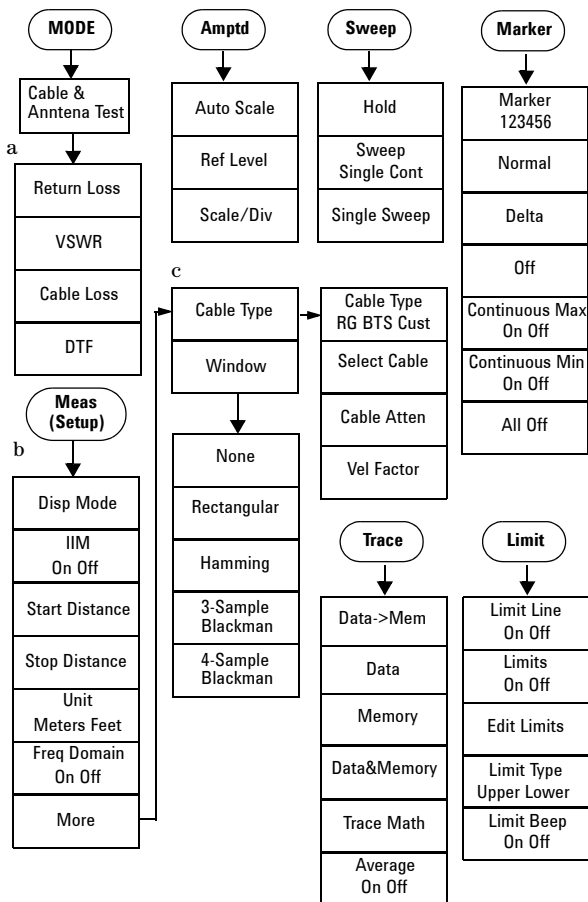 MODE
Cable &
Anntena Test
a
Return Loss
VSWR
Cable Loss
DTF
Meas
(Setup)
b
Disp Mode
IIM
On Off
Start Distance
Stop Distance
Unit
Meters Feet
Freq Domain
On Off
More
Amptd
Auto Scale
Ref Level
Scale/Div
c
Cable Type
Window
None
Rectangular
Hamming
3-Sample
Blackman
4-Sample
Blackman
Sweep
Hold
Sweep
Single Cont
Single Sweep
Cable Type
RG BTS Cust
Select Cable
Cable Atten
Vel Factor
Trace
Data->Mem
Data
Memory
Data&Memory
Trace Math
Average
On Off
Marker
Marker
123456
Normal
Delta
Off
Continuous Max
On Off
Continuous Min
On Off
All Off
Limit
Limit Line
On Off
Limits
On Off
Edit Limits
Limit Type
Upper Lower
Limit Beep
On Off